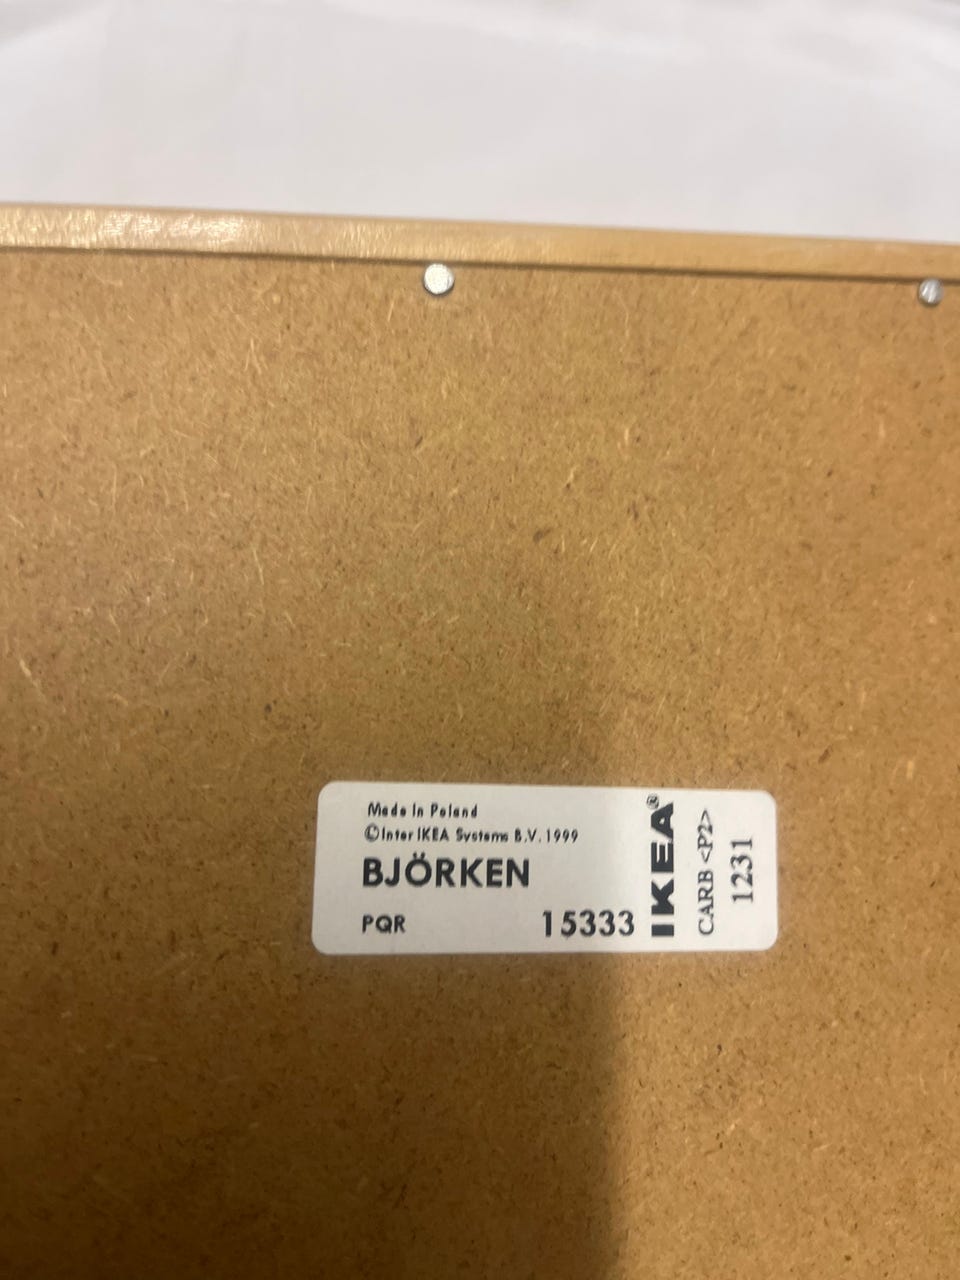 Made in Poland
©Inter IKEA Systems B.V. 1999
BJÖRKEN
PQR 15333
IKEA®
CARB <P2>
1231